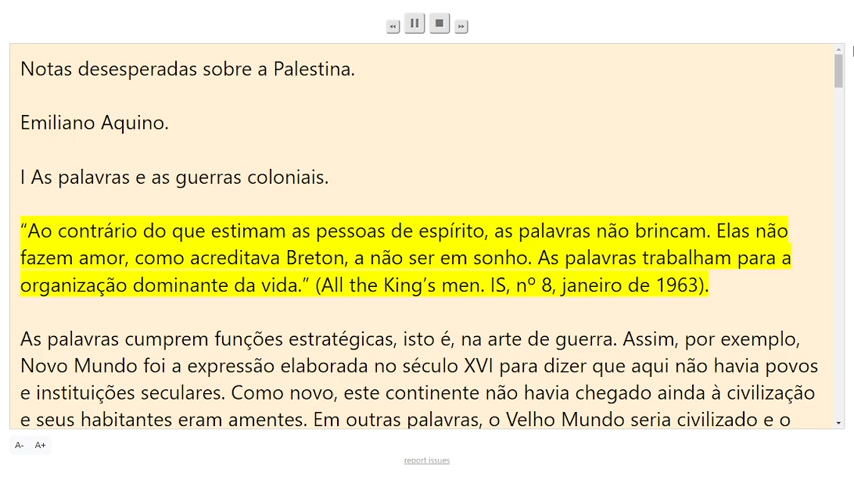 Notas desesperadas sobre a Palestina.
Emiliano Aquino.
I As palavras e as guerras coloniais.
“Ao contrário do que estimam as pessoas de espírito, as palavras não brincam. Elas não
fazem amor, como acreditava Breton, a não ser em sonho. As palavras trabalham para a
organização dominante da vida.” (All the King’s men. IS, nº 8, janeiro de 1963).
As palavras cumprem funções estratégicas, isto é, na arte de guerra. Assim, por exemplo,
Novo Mundo foi a expressão elaborada no século XVI para dizer que aqui não havia povos
e instituições seculares. Como novo, este continente não havia chegado ainda à civilização
e seus habitantes eram amentes. Em outras palavras, o Velho Mundo seria civilizado e o
A- A+
report issues